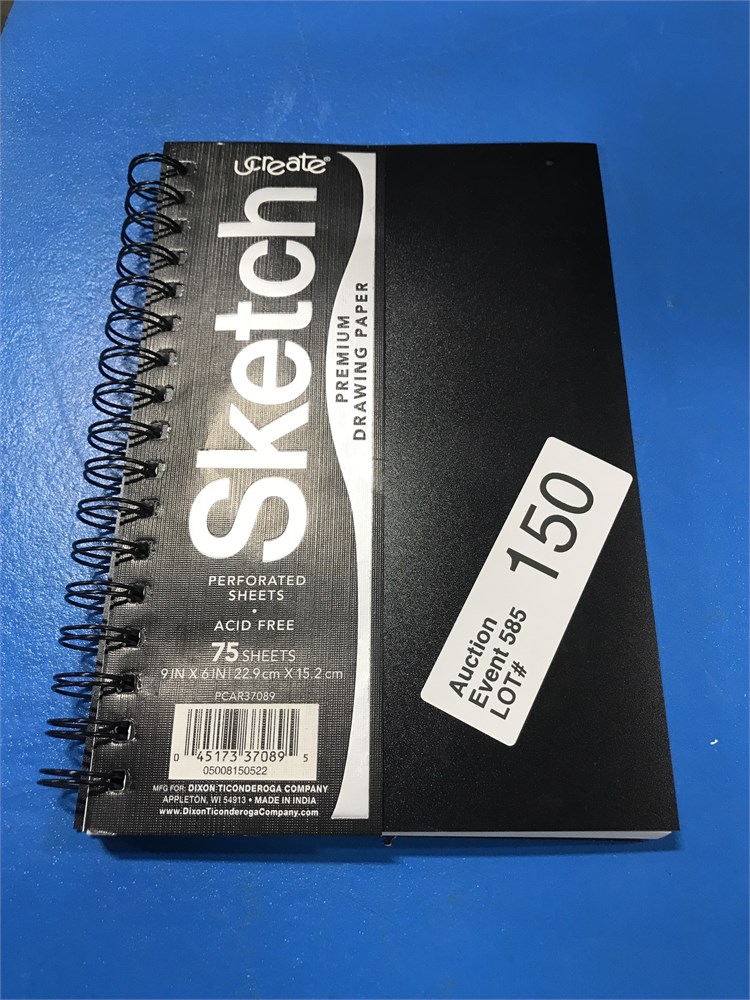 ucreate®
Sketch
PREMIUM
DRAWING PAPER
PERFORATED
SHEETS
•
ACID FREE
75 SHEETS
9 IN X 6 IN | 22.9 cm X 15.2 cm
PCAR37089
0 45173 37089 5
05008150522
MFG FOR: DIXON TICONDEROGA COMPANY
APPLETON, WI 54913 • MADE IN INDIA
www.DixonTiconderogaCompany.com
Auction
Event 585
LOT# 150